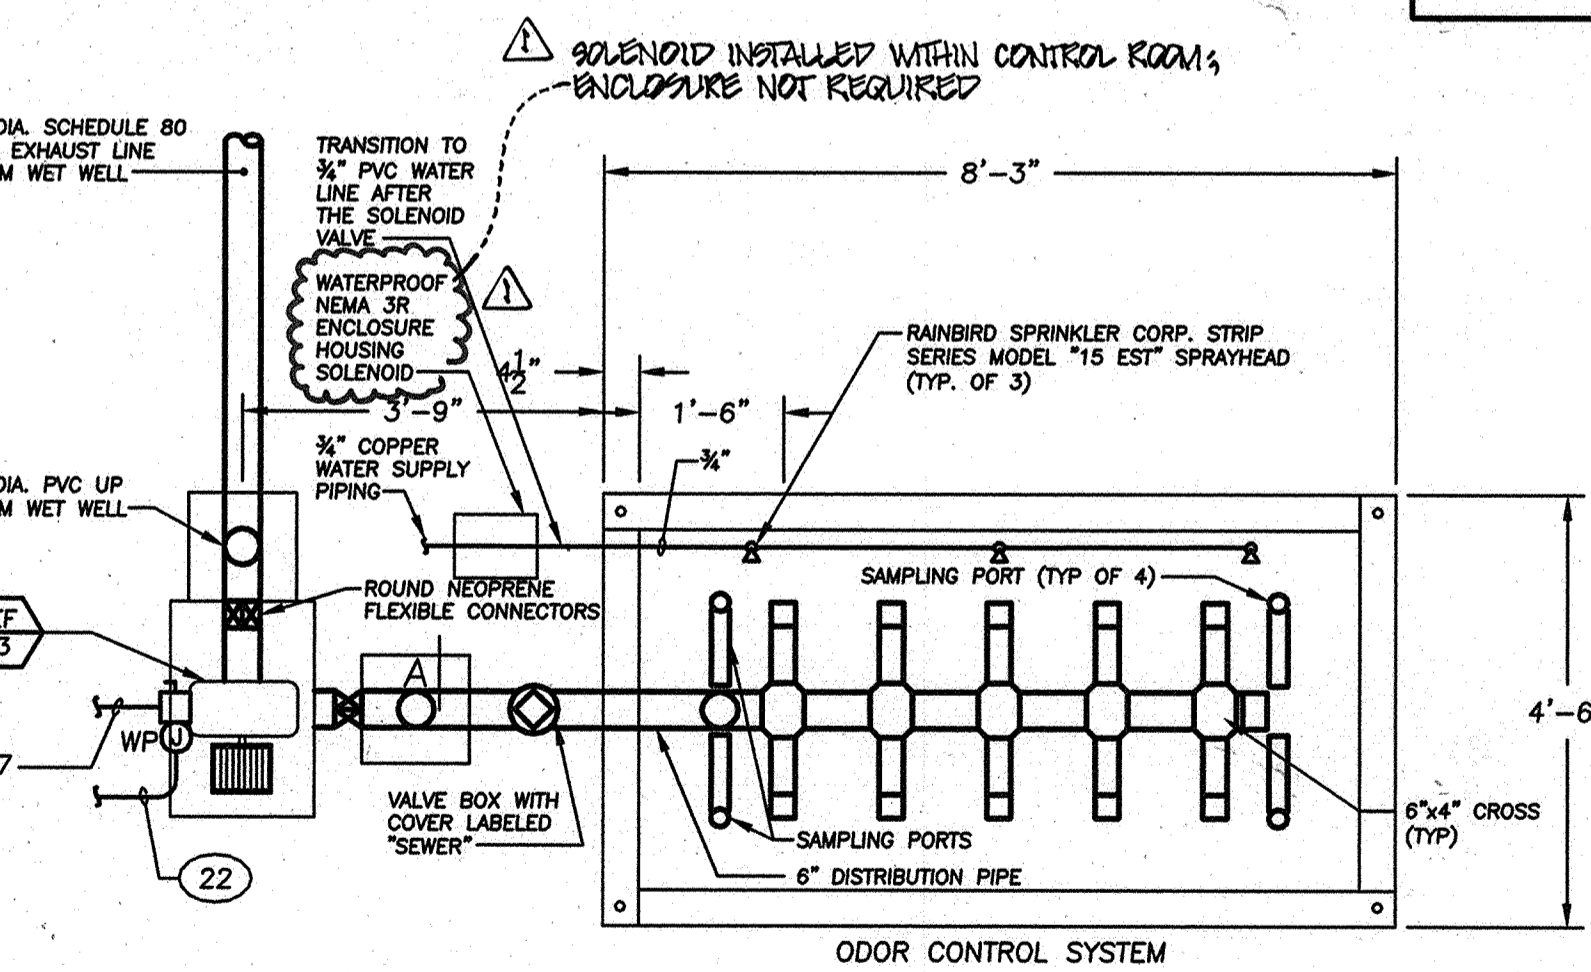 1 SOLENOID INSTALLED WITHIN CONTROL ROOM;
ENCLOSURE NOT REQUIRED
DIA. SCHEDULE 80
EXHAUST LINE
M WET WELL
TRANSITION TO
¾" PVC WATER
LINE AFTER
THE SOLENOID
VALVE
8'-3"
WATERPROOF
NEMA 3R
ENCLOSURE
HOUSING
SOLENOID
1
4½"
RAINBIRD SPRINKLER CORP. STRIP
SERIES MODEL "15 EST" SPRAYHEAD
(TYP. OF 3)
3'-9"
1'-6"
¾" COPPER
WATER SUPPLY
PIPING
¾"
DIA. PVC UP
M WET WELL
ROUND NEOPRENE
FLEXIBLE CONNECTORS
SAMPLING PORT (TYP OF 4)
EF
3
A
WP J
7
4'-6
VALVE BOX WITH
COVER LABELED
"SEWER"
SAMPLING PORTS
6" DISTRIBUTION PIPE
6"x4" CROSS
(TYP)
22
ODOR CONTROL SYSTEM